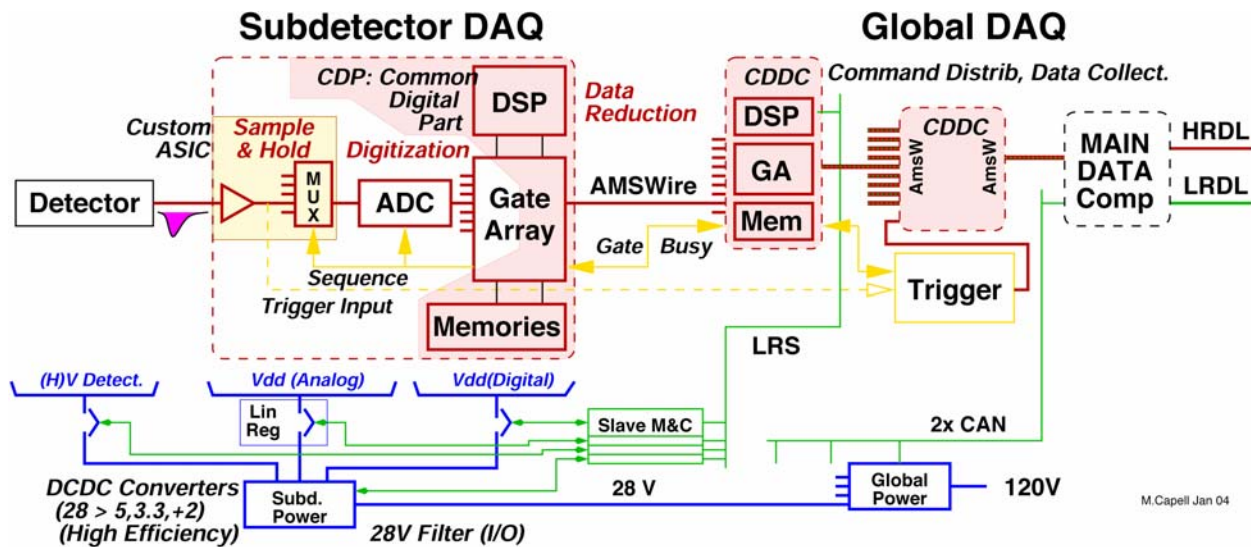 Subdetector DAQ
Global DAQ
CDP: Common
Digital
Part
DSP
Data
Reduction
CDDC
Command Distrib, Data Collect.
DSP
Custom
ASIC
Sample
& Hold
Digitization
CDDC
MAIN
DATA
Comp
HRDL
LRDL
Detector
MUX
ADC
Gate
Array
AMSWire
GA
Mem
AmsW
AmsW
Gate
Busy
Sequence
Trigger Input
Memories
Trigger
LRS
(H)V Detect.
Vdd (Analog)
Vdd(Digital)
Lin
Reg
Slave M&C
2x CAN
DCDC Converters
(28 > 5,3.3,+2)
(High Efficiency)
Subd.
Power
28 V
28V Filter (I/O)
Global
Power
120V
M.Capell Jan 04